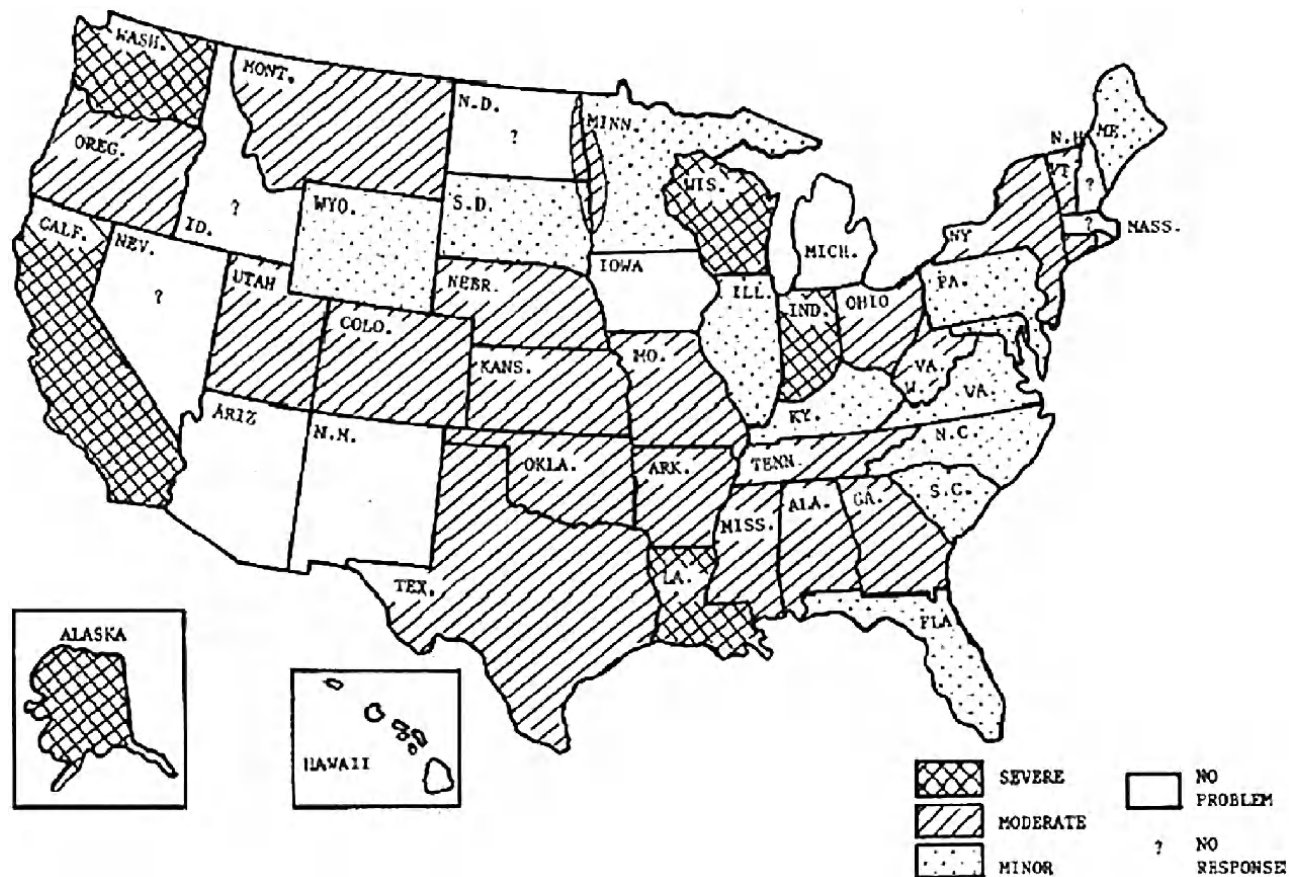 WASH.
MONT.
N.D.
?
MINN
N.H
ME
VT
?
OREG.
WIS.
?
MASS.
?
ID.
WYO.
S.D.
MICH.
NY
CALF.
NEV.
?
UTAH
NEBR.
IOWA
ILL.
IND.
OHIO
PA.
COLO.
KANS.
MO.
W.
VA.
VA.
KY.
ARIZ
N.M.
OKLA.
ARK.
TENN.
N.C.
S.C.
MISS.
ALA.
GA.
TEX.
LA.
FLA
ALASKA
HAWAII
SEVERE
MODERATE
MINOR
NO
PROBLEM
? NO
RESPONSE